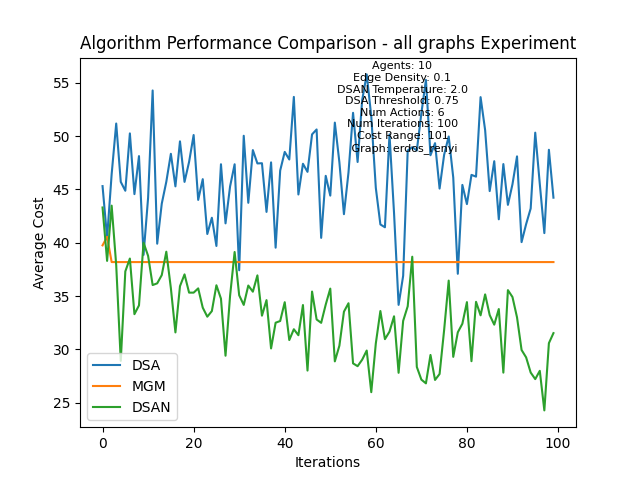 Algorithm Performance Comparison - all graphs Experiment
Agents: 10
Edge Density: 0.1
DSAN Temperature: 2.0
DSA Threshold: 0.75
Num Actions: 6
Num Iterations: 100
Cost Range: 101
Graph: erdos_renyi
Average Cost
55
50
45
40
35
30
25
DSA
MGM
DSAN
0
20
40
60
80
100
Iterations